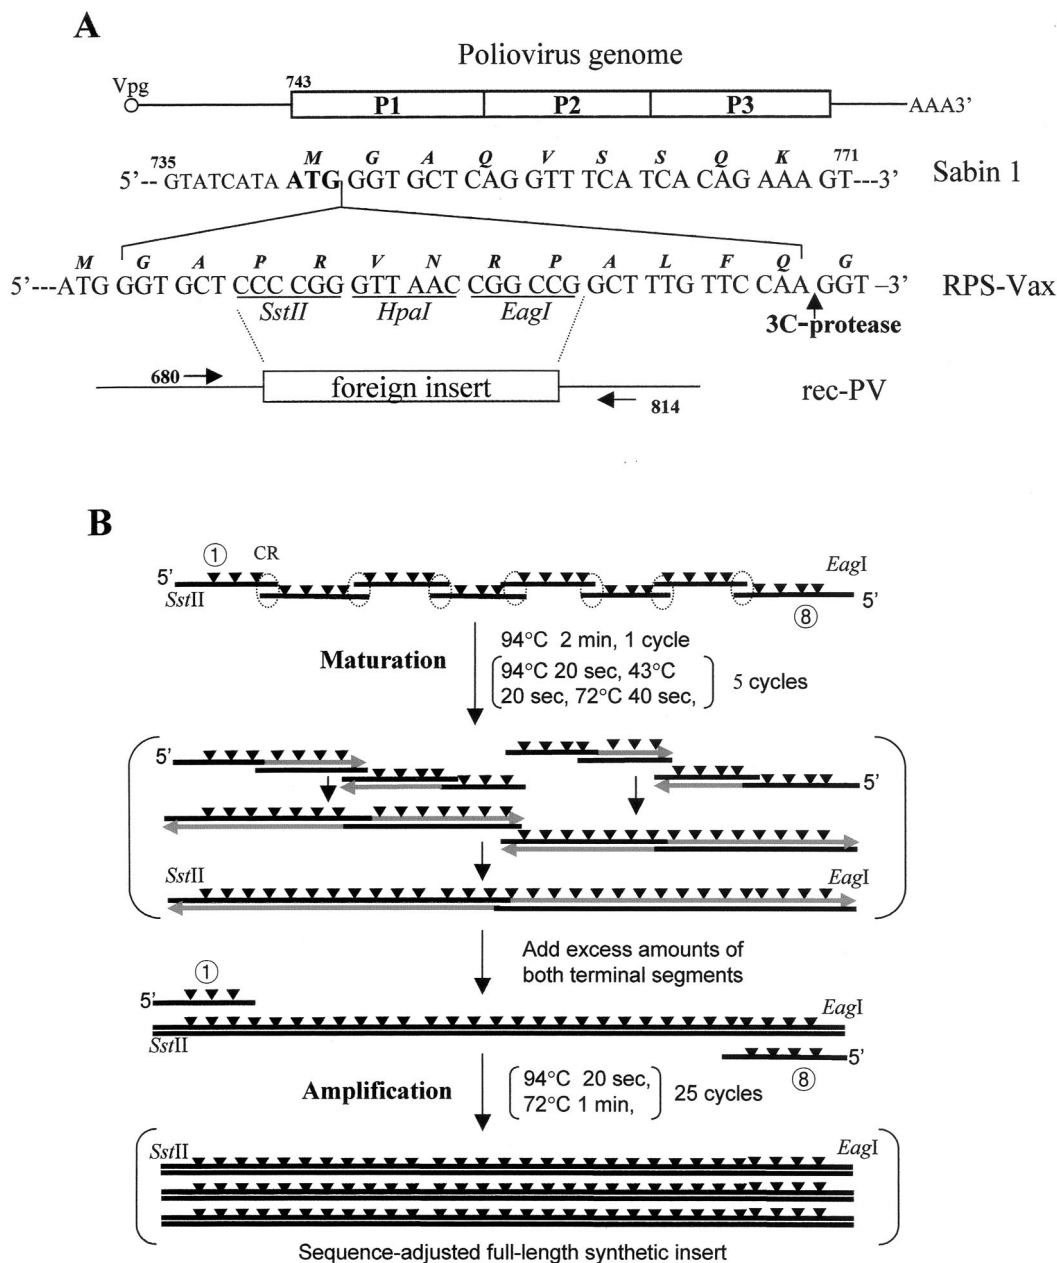 A
Poliovirus genome
Vpg 743 P1 P2 P3 AAA3’
M G A Q V S S Q K
735 771
5’-- GTATCATA ATG GGT GCT CAG GTT TCA TCA CAG AAA GT---3’ Sabin 1
M G A P R V N R P A L F Q G
5’---ATG GGT GCT CCC CGG GTT AAC CGG CCG GCT TTG TTC CAA GGT –3’ RPS-Vax
SstII HpaI EagI
3C-protease
680 foreign insert 814 rec-PV
B
1 CR
5’ EagI
SstII 5’
8
Maturation
94°C 2 min, 1 cycle
94°C 20 sec, 43°C
20 sec, 72°C 40 sec,
5 cycles
5’
5’
SstII EagI
Add excess amounts of
both terminal segments
1
5’ EagI
SstII
5’
8
Amplification
94°C 20 sec,
72°C 1 min,
25 cycles
SstII EagI
Sequence-adjusted full-length synthetic insert